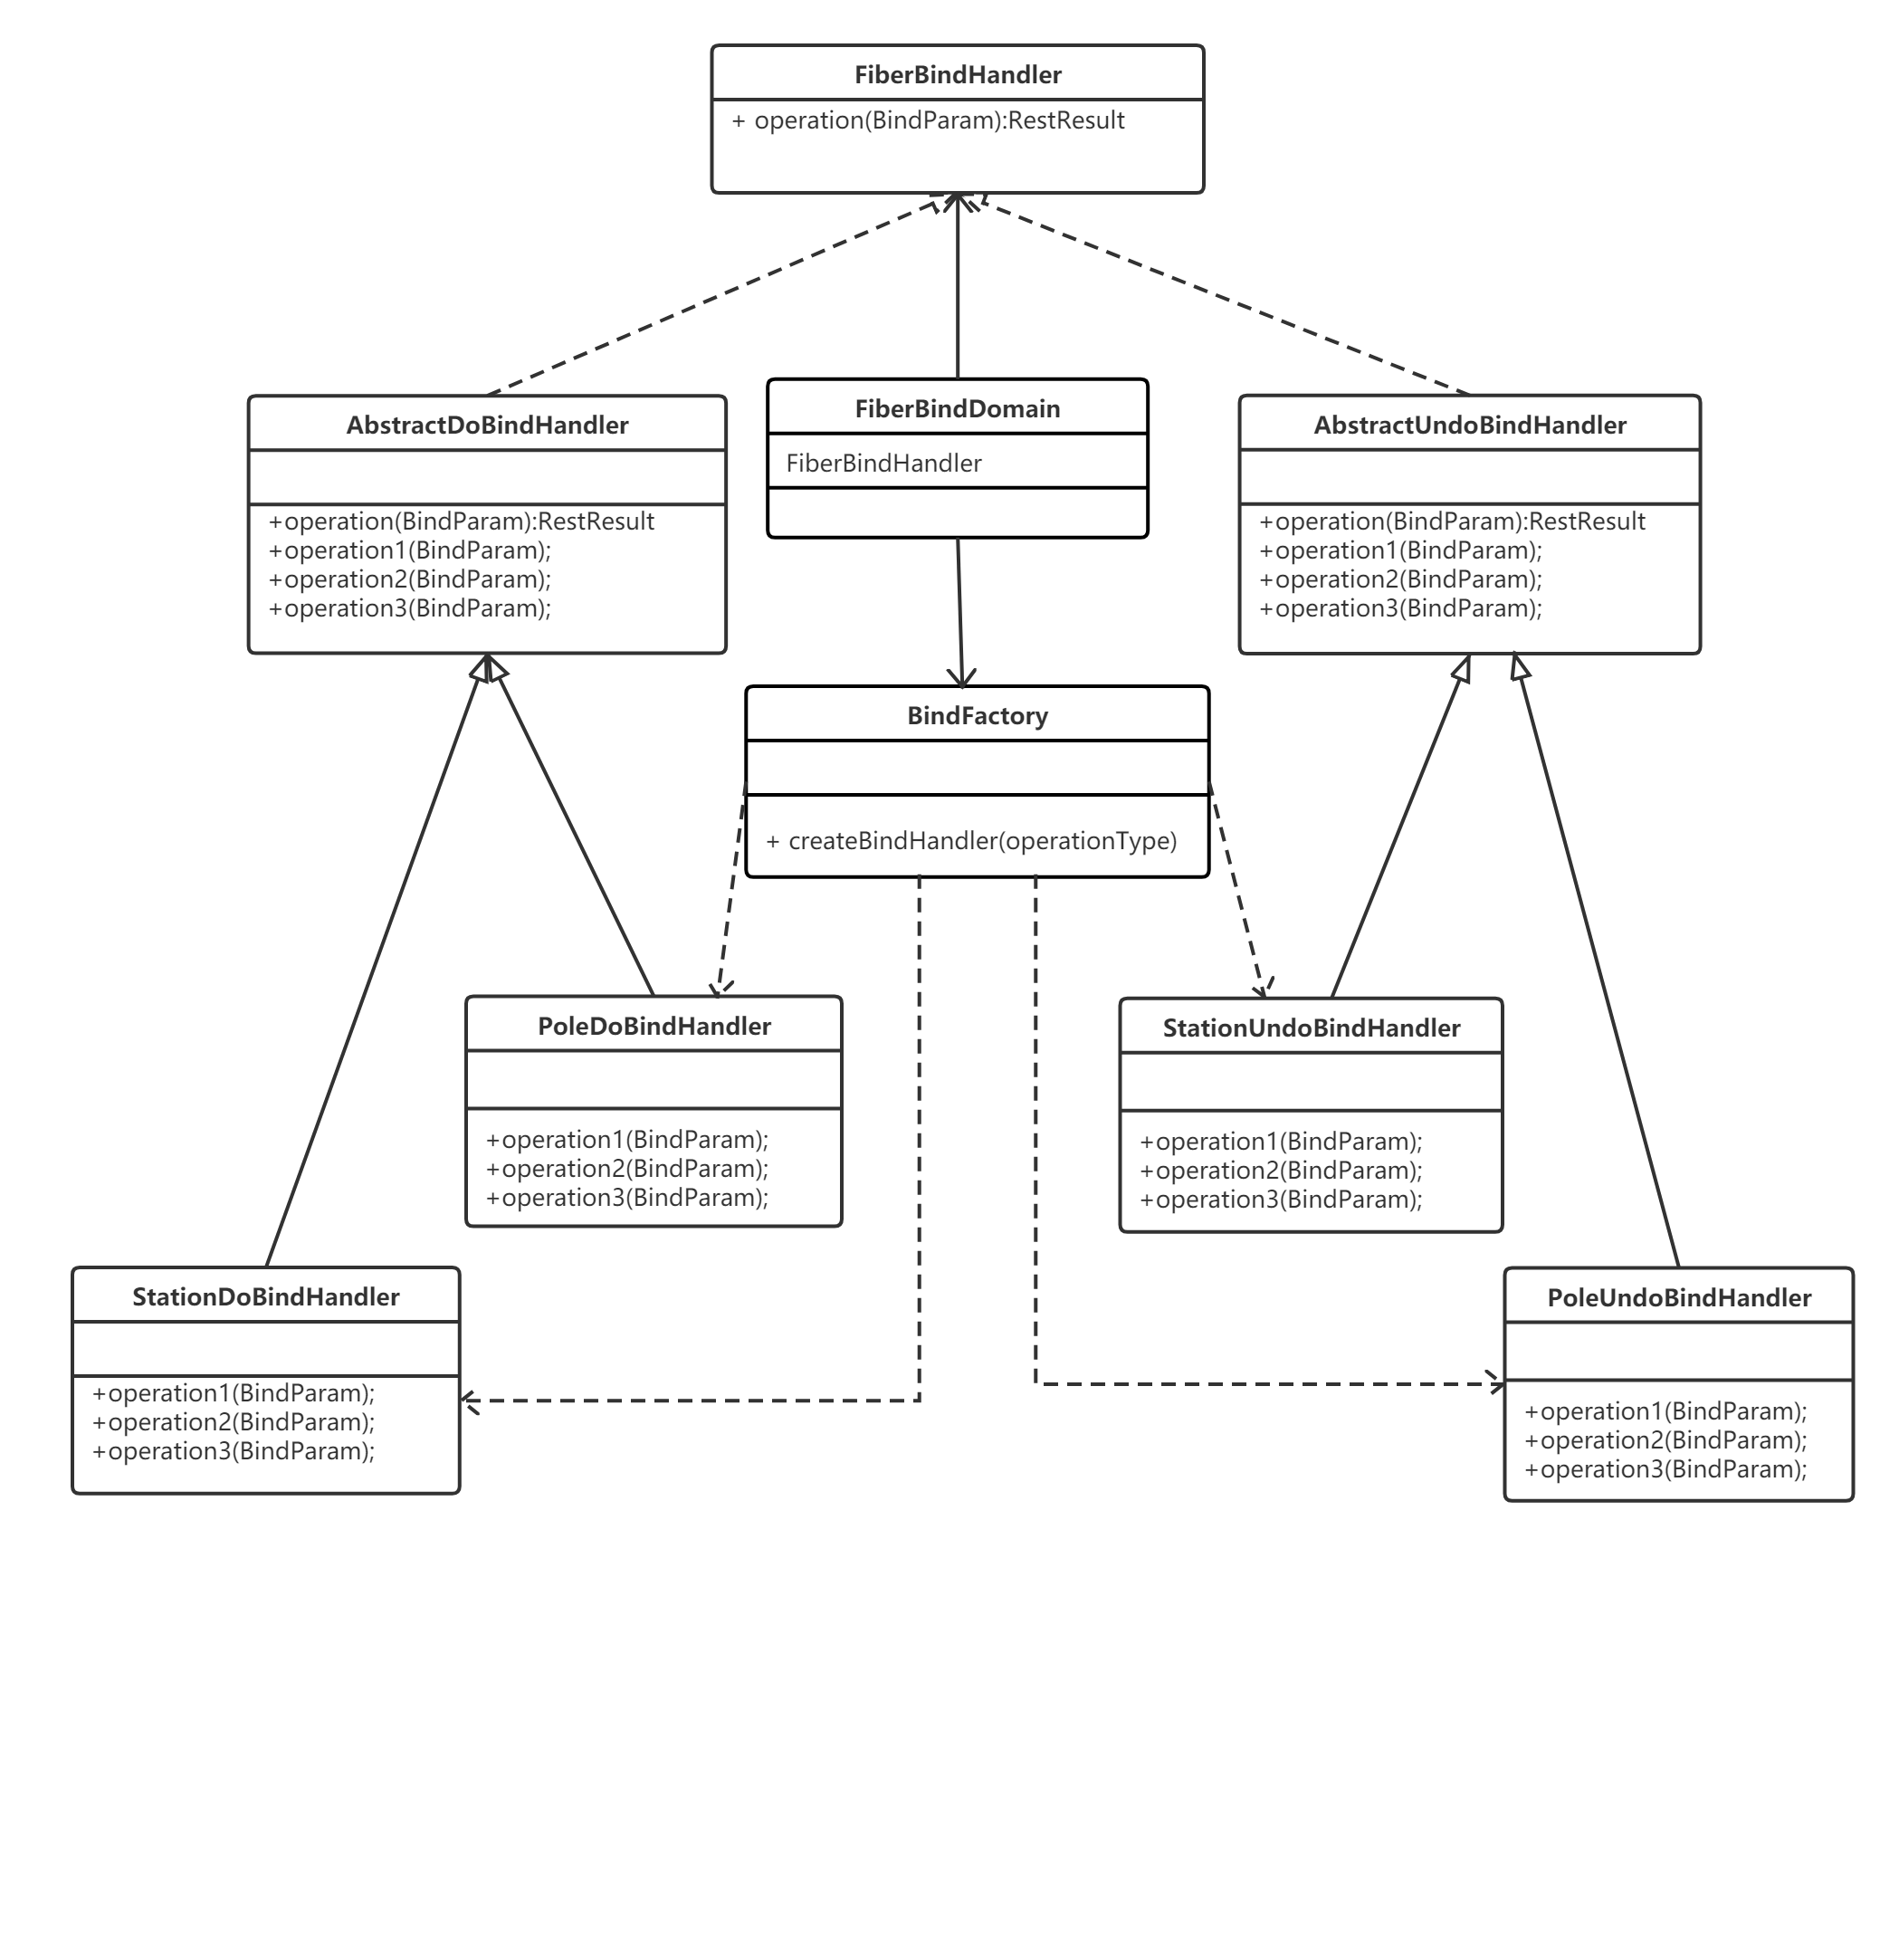 FiberBindHandler
+ operation(BindParam):RestResult
AbstractDoBindHandler
+operation(BindParam):RestResult
+operation1(BindParam);
+operation2(BindParam);
+operation3(BindParam);
FiberBindDomain
FiberBindHandler
AbstractUndoBindHandler
+operation(BindParam):RestResult
+operation1(BindParam);
+operation2(BindParam);
+operation3(BindParam);
BindFactory
+ createBindHandler(operationType)
PoleDoBindHandler
+operation1(BindParam);
+operation2(BindParam);
+operation3(BindParam);
StationUndoBindHandler
+operation1(BindParam);
+operation2(BindParam);
+operation3(BindParam);
StationDoBindHandler
+operation1(BindParam);
+operation2(BindParam);
+operation3(BindParam);
PoleUndoBindHandler
+operation1(BindParam);
+operation2(BindParam);
+operation3(BindParam);